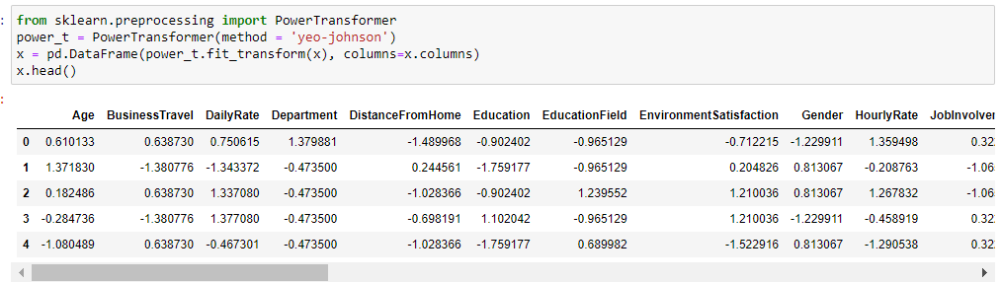 from sklearn.preprocessing import PowerTransformer
power_t = PowerTransformer(method = 'yeo-johnson')
x = pd.DataFrame(power_t.fit_transform(x), columns=x.columns)
x.head()
Age BusinessTravel DailyRate Department DistanceFromHome Education EducationField EnvironmentSatisfaction Gender HourlyRate JobInvolver
0 0.610133 0.638730 0.750615 1.379881 -1.489968 -0.902402 -0.965129 -0.712215 -1.229911 1.359498 0.32
1 1.371830 -1.380776 -1.343372 -0.473500 0.244561 -1.759177 -0.965129 0.204826 0.813067 -0.208763 -1.06
2 0.182486 0.638730 1.337080 -0.473500 -1.028366 -0.902402 1.239552 1.210036 0.813067 1.267832 -1.06
3 -0.284736 -1.380776 1.377080 -0.473500 -0.698191 1.102042 -0.965129 1.210036 -1.229911 -0.458919 0.32
4 -1.080489 0.638730 -0.467301 -0.473500 -1.028366 -1.759177 0.689982 -1.522916 0.813067 -1.290538 0.32